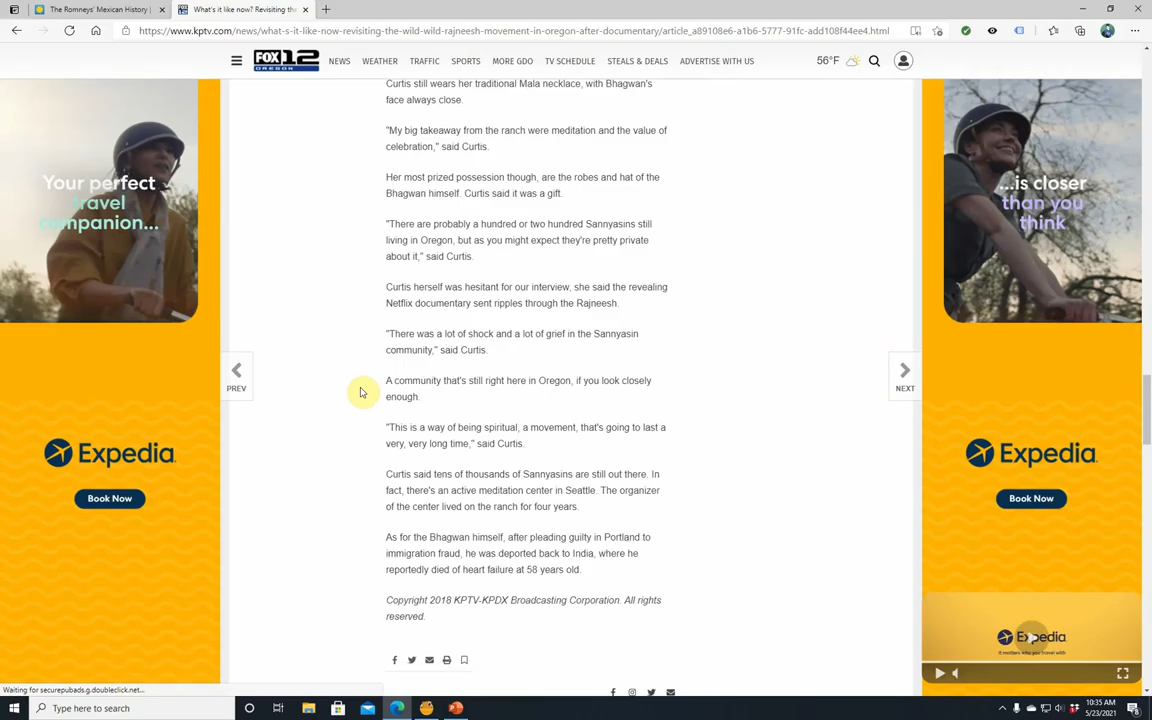 The Romneys' Mexican History |
What's it like now? Revisiting the
https://www.kptv.com/news/what-s-it-like-now-revisiting-the-wild-wild-rajneesh-movement-in-oregon-after-documentary/article_a89108e6-a1b6-5777-91fc-add108f44ee4.html
FOX 12
OREGON
NEWS WEATHER TRAFFIC SPORTS MORE GDO TV SCHEDULE STEALS & DEALS ADVERTISE WITH US
56°F
Curtis still wears her traditional Mala necklace, with Bhagwan's
face always close.
"My big takeaway from the ranch were meditation and the value of
celebration," said Curtis.
Her most prized possession though, are the robes and hat of the
Bhagwan himself. Curtis said it was a gift.
"There are probably a hundred or two hundred Sannyasins still
living in Oregon, but as you might expect they're pretty private
about it," said Curtis.
Curtis herself was hesitant for our interview, she said the revealing
Netflix documentary sent ripples through the Rajneesh.
"There was a lot of shock and a lot of grief in the Sannyasin
community," said Curtis.
A community that's still right here in Oregon, if you look closely
enough.
"This is a way of being spiritual, a movement, that's going to last a
very, very long time," said Curtis.
Curtis said tens of thousands of Sannyasins are still out there. In
fact, there's an active meditation center in Seattle. The organizer
of the center lived on the ranch for four years.
As for the Bhagwan himself, after pleading guilty in Portland to
immigration fraud, he was deported back to India, where he
reportedly died of heart failure at 58 years old.
Copyright 2018 KPTV-KPDX Broadcasting Corporation. All rights
reserved.
PREV
NEXT
Your perfect
travel
companion...
Expedia
Book Now
...is closer
than you
think
Expedia
Book Now
Expedia
It matters who you travel with
Waiting for securepubads.g.doubleclick.net...
Type here to search
10:35 AM
5/23/2021
8